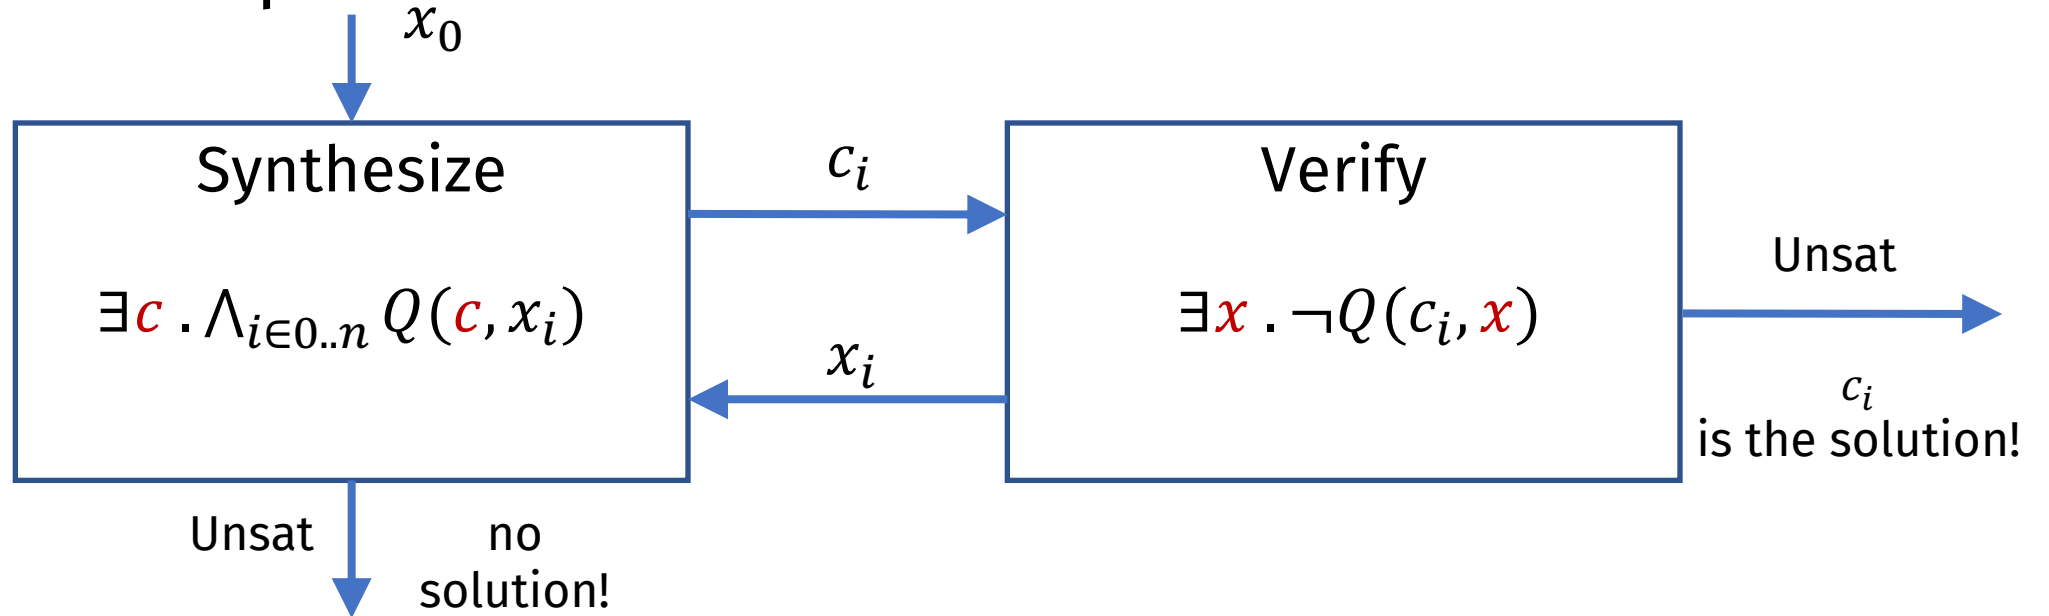 x₀
Synthesize
∃c . ⋀ᵢ∈₀..ₙ Q(c, xᵢ)
cᵢ
xᵢ
Verify
∃x . ¬Q(cᵢ, x)
Unsat
cᵢ
is the solution!
Unsat
no
solution!